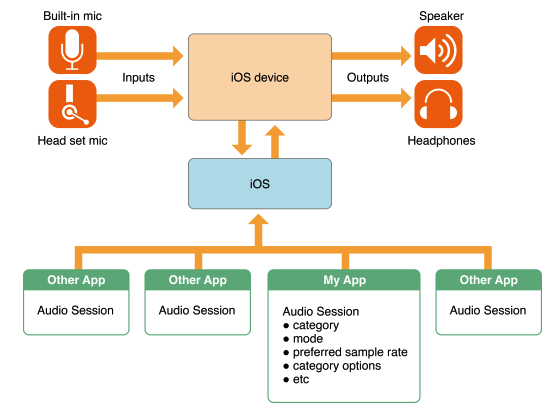 Built-in mic
Speaker
Inputs
iOS device
Outputs
Head set mic
Headphones
iOS
Other App
Audio Session
Other App
Audio Session
My App
Audio Session
● category
● mode
● preferred sample rate
● category options
● etc
Other App
Audio Session